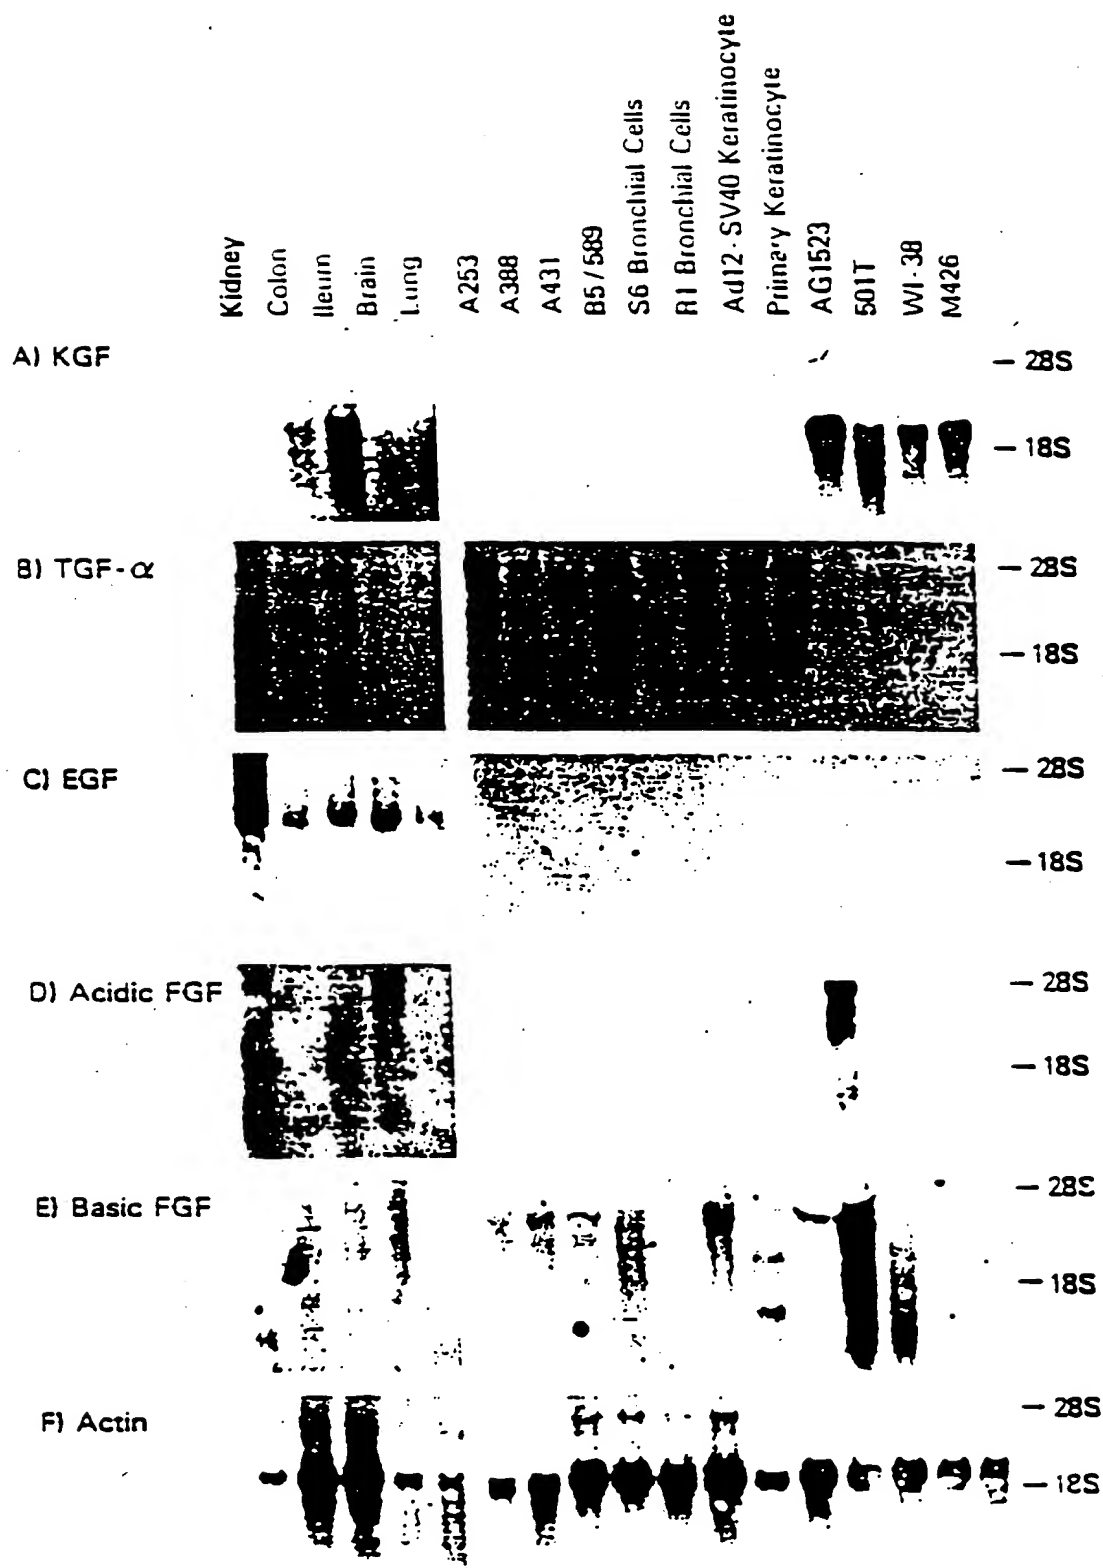 Kidney
Colon
Ileum
Brain
Lung
A253
A388
A431
B5/589
S6 Bronchial Cells
R1 Bronchial Cells
Ad12-SV40 Keratinocyte
Primary Keratinocyte
AG1523
501T
WI-38
M426
A) KGF
– 28S
– 18S
B) TGF-α
– 28S
– 18S
C) EGF
– 28S
– 18S
D) Acidic FGF
– 28S
– 18S
E) Basic FGF
– 28S
– 18S
F) Actin
– 28S
– 18S